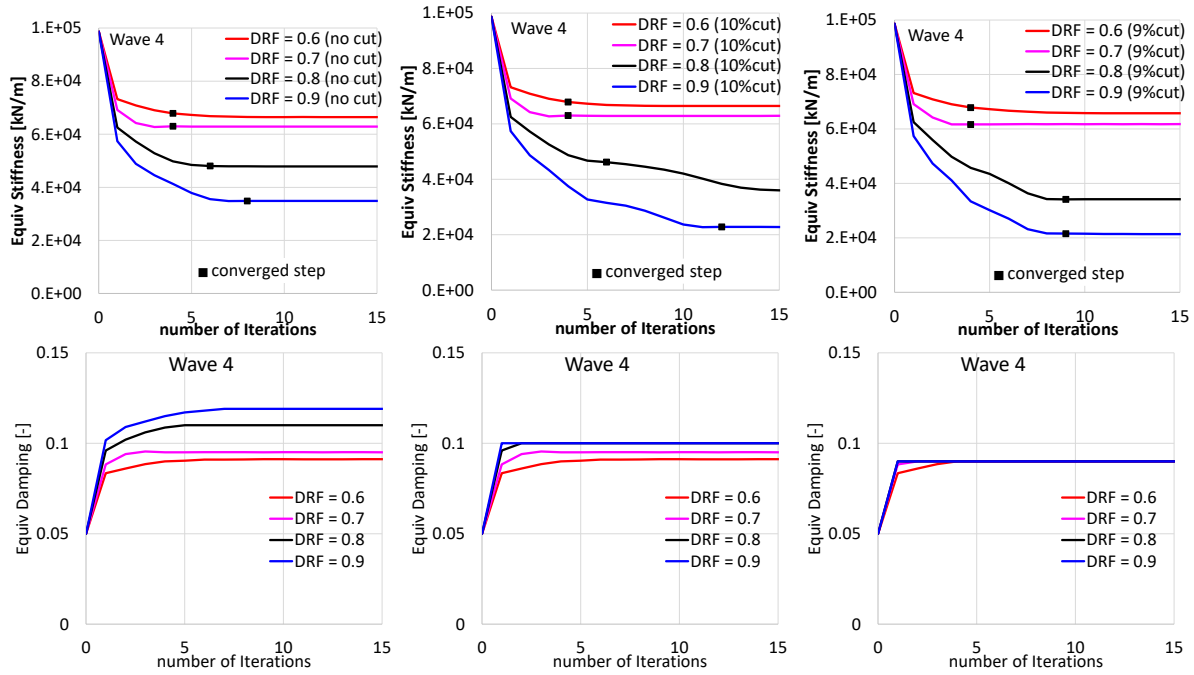 1.E+05
8.E+04
6.E+04
4.E+04
2.E+04
0.E+00
Equiv Stiffness [kN/m]
Wave 4
DRF = 0.6 (no cut)
DRF = 0.7 (no cut)
DRF = 0.8 (no cut)
DRF = 0.9 (no cut)
converged step
0 5 10 15
number of Iterations
1.E+05
8.E+04
6.E+04
4.E+04
2.E+04
0.E+00
Equiv Stiffness [kN/m]
Wave 4
DRF = 0.6 (10%cut)
DRF = 0.7 (10%cut)
DRF = 0.8 (10%cut)
DRF = 0.9 (10%cut)
converged step
0 5 10 15
number of Iterations
1.E+05
8.E+04
6.E+04
4.E+04
2.E+04
0.E+00
Equiv Stiffness [kN/m]
Wave 4
DRF = 0.6 (9%cut)
DRF = 0.7 (9%cut)
DRF = 0.8 (9%cut)
DRF = 0.9 (9%cut)
converged step
0 5 10 15
number of Iterations
0.15
0.1
0.05
0
Equiv Damping [-]
Wave 4
DRF = 0.6
DRF = 0.7
DRF = 0.8
DRF = 0.9
0 5 10 15
number of Iterations
0.15
0.1
0.05
0
Equiv Damping [-]
Wave 4
DRF = 0.6
DRF = 0.7
DRF = 0.8
DRF = 0.9
0 5 10 15
number of Iterations
0.15
0.1
0.05
0
Equiv Damping [-]
Wave 4
DRF = 0.6
DRF = 0.7
DRF = 0.8
DRF = 0.9
0 5 10 15
number of Iterations